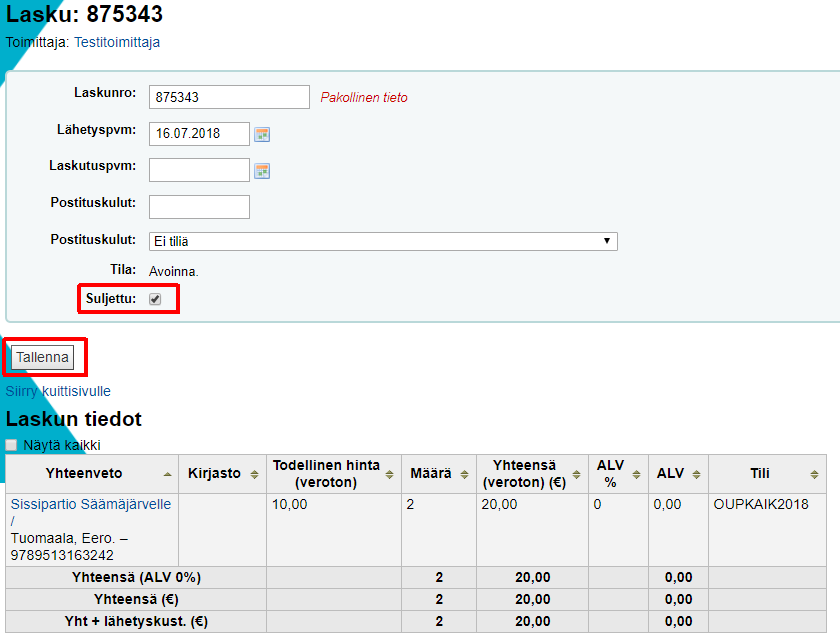 Lasku: 875343
Toimittaja: Testitoimittaja
Laskunro: 875343 Pakollinen tieto
Lähetyspvm: 16.07.2018
Laskutuspvm:
Postituskulut:
Postituskulut: Ei tiliä
Tila: Avoinna.
Suljettu:
Tallenna
Siirry kuittisivulle
Laskun tiedot
Näytä kaikki
Yhteenveto Kirjasto Todellinen hinta (veroton) Määrä Yhteensä (veroton) (€) ALV % ALV Tili
Sissipartio Säämäjärvelle 10,00 2 20,00 0 0,00 OUPKAIK2018
/
Tuomaala, Eero. –
9789513163242
Yhteensä (ALV 0%) 2 20,00 0,00
Yhteensä (€) 2 20,00 0,00
Yht + lähetyskust. (€) 2 20,00 0,00